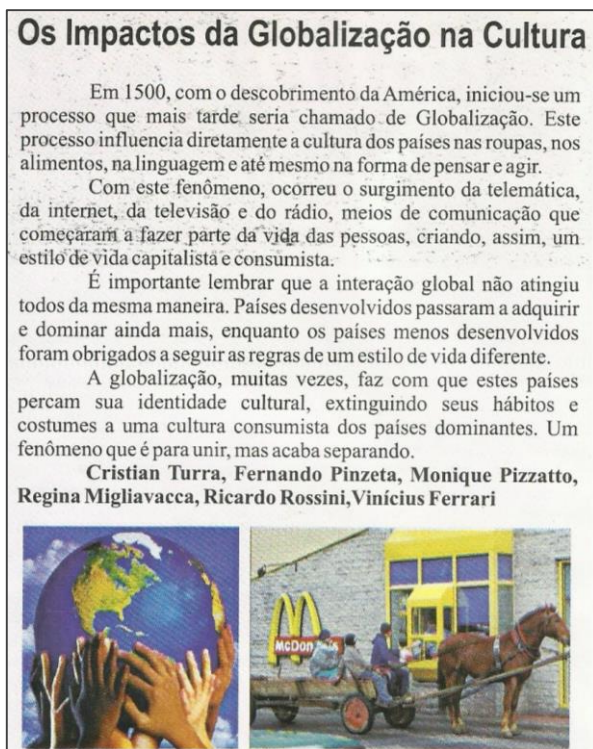 Os Impactos da Globalização na Cultura
Em 1500, com o descobrimento da América, iniciou-se um
processo que mais tarde seria chamado de Globalização. Este
processo influencia diretamente a cultura dos países nas roupas, nos
alimentos, na linguagem e até mesmo na forma de pensar e agir.
Com este fenômeno, ocorreu o surgimento da telemática,
da internet, da televisão e do rádio, meios de comunicação que
começaram a fazer parte da vida das pessoas, criando, assim, um
estilo de vida capitalista e consumista.
É importante lembrar que a interação global não atingiu
todos da mesma maneira. Países desenvolvidos passaram a adquirir
e dominar ainda mais, enquanto os países menos desenvolvidos
foram obrigados a seguir as regras de um estilo de vida diferente.
A globalização, muitas vezes, faz com que estes países
percam sua identidade cultural, extinguindo seus hábitos e
costumes a uma cultura consumista dos países dominantes. Um
fenômeno que é para unir, mas acaba separando.
Cristian Turra, Fernando Pinzeta, Monique Pizzatto,
Regina Migliavacca, Ricardo Rossini,Vinícius Ferrari
McDon